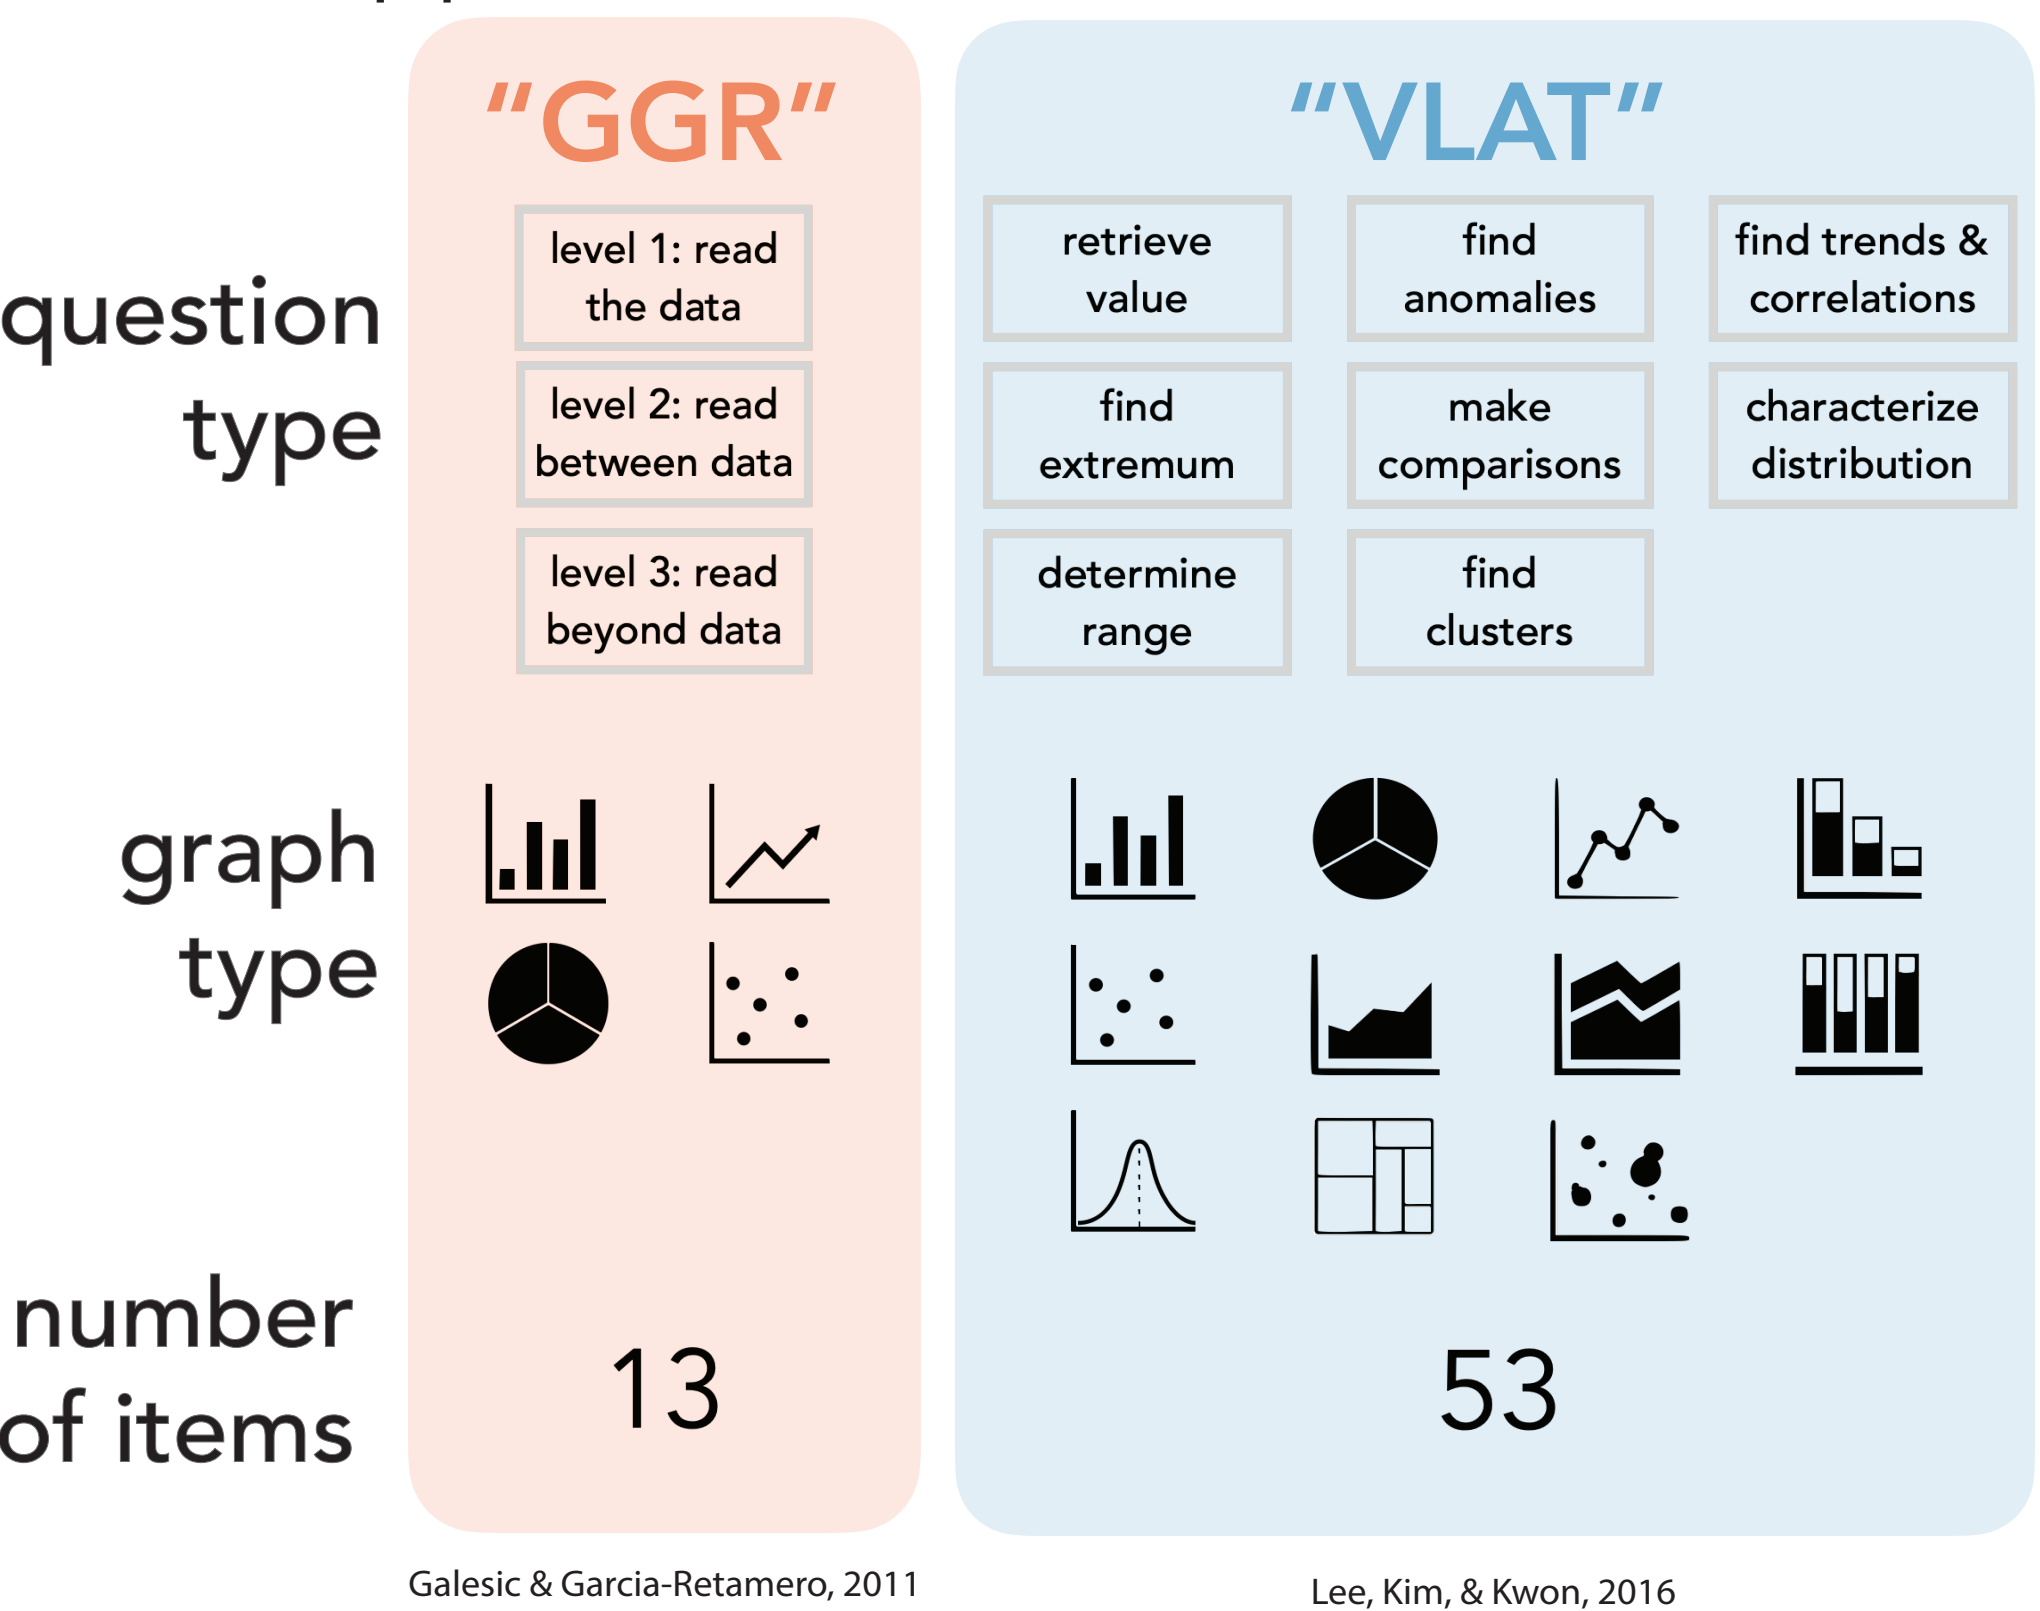 "GGR"
"VLAT"
question
type
level 1: read
the data
level 2: read
between data
level 3: read
beyond data
retrieve
value
find
anomalies
find trends &
correlations
find
extremum
make
comparisons
characterize
distribution
determine
range
find
clusters
graph
type
number
of items
13
53
Galesic & Garcia-Retamero, 2011
Lee, Kim, & Kwon, 2016